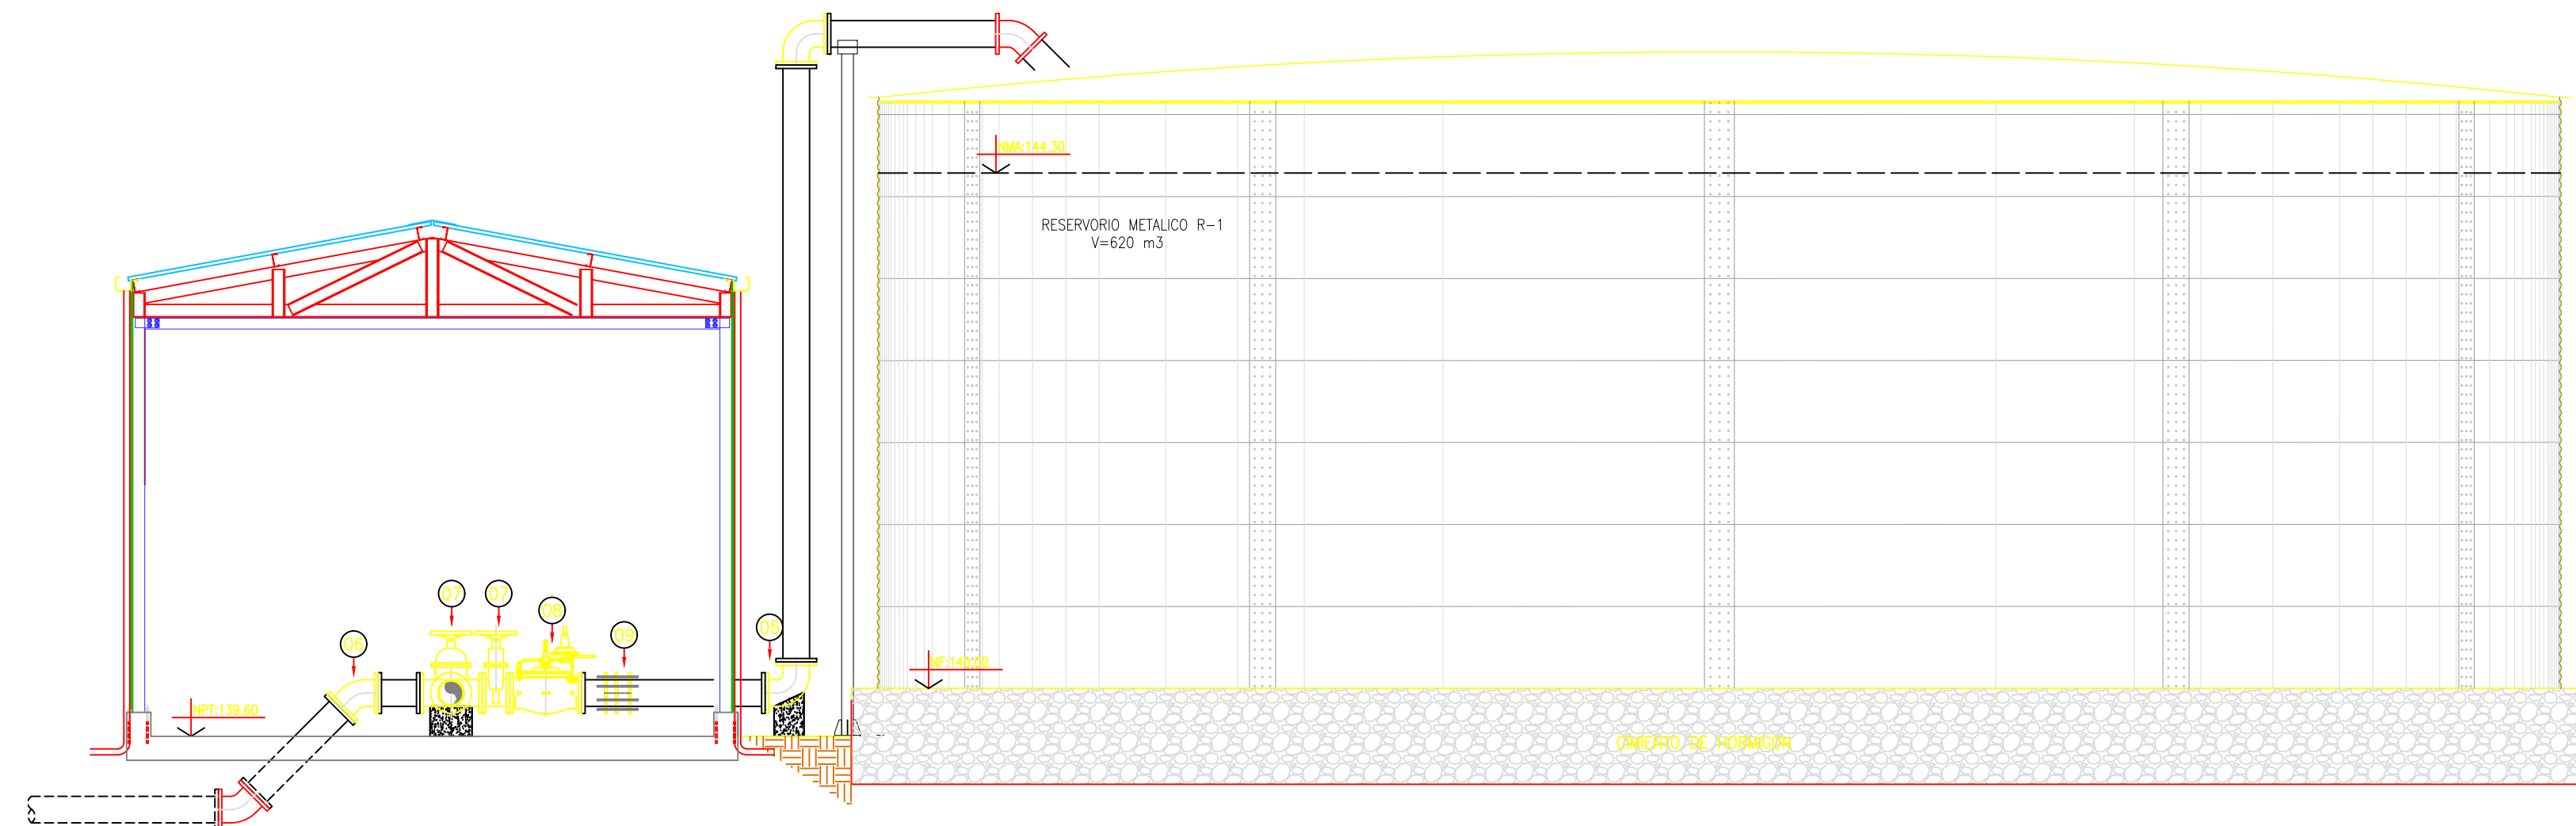 NMA:144.30
RESERVORIO METALICO R-1
V=620 m3
07
07
08
05
09
06
NF:140.00
NPT:139.60
CIMIENTO DE HORMIGON